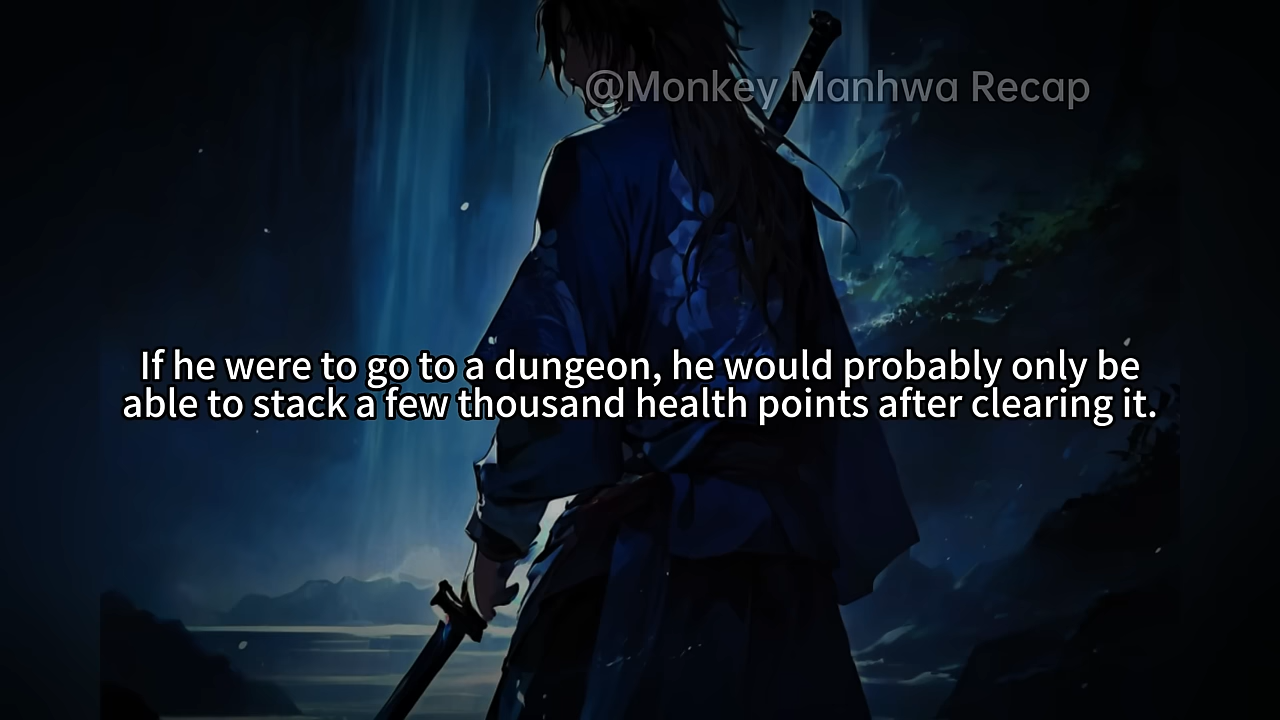 @Monkey Manhwa Recap
If he were to go to a dungeon, he would probably only be
able to stack a few thousand health points after clearing it.